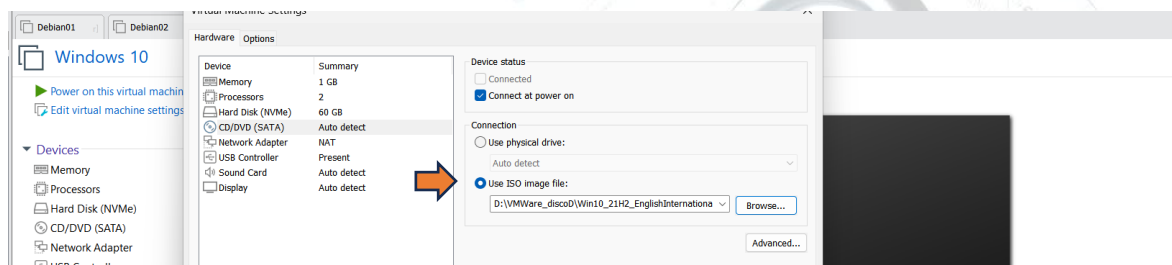 Debian01
Debian02
Virtual Machine Settings
Hardware Options
Windows 10
Power on this virtual machin
Edit virtual machine settings
Devices
Memory
Processors
Hard Disk (NVMe)
CD/DVD (SATA)
Network Adapter
USB Controller
Device Summary
Memory 1 GB
Processors 2
Hard Disk (NVMe) 60 GB
CD/DVD (SATA) Auto detect
Network Adapter NAT
USB Controller Present
Sound Card Auto detect
Display Auto detect
Device status
Connected
Connect at power on
Connection
Use physical drive:
Auto detect
Use ISO image file:
D:\VMWare_discoD\Win10_21H2_EnglishInternationa
Browse...
Advanced...